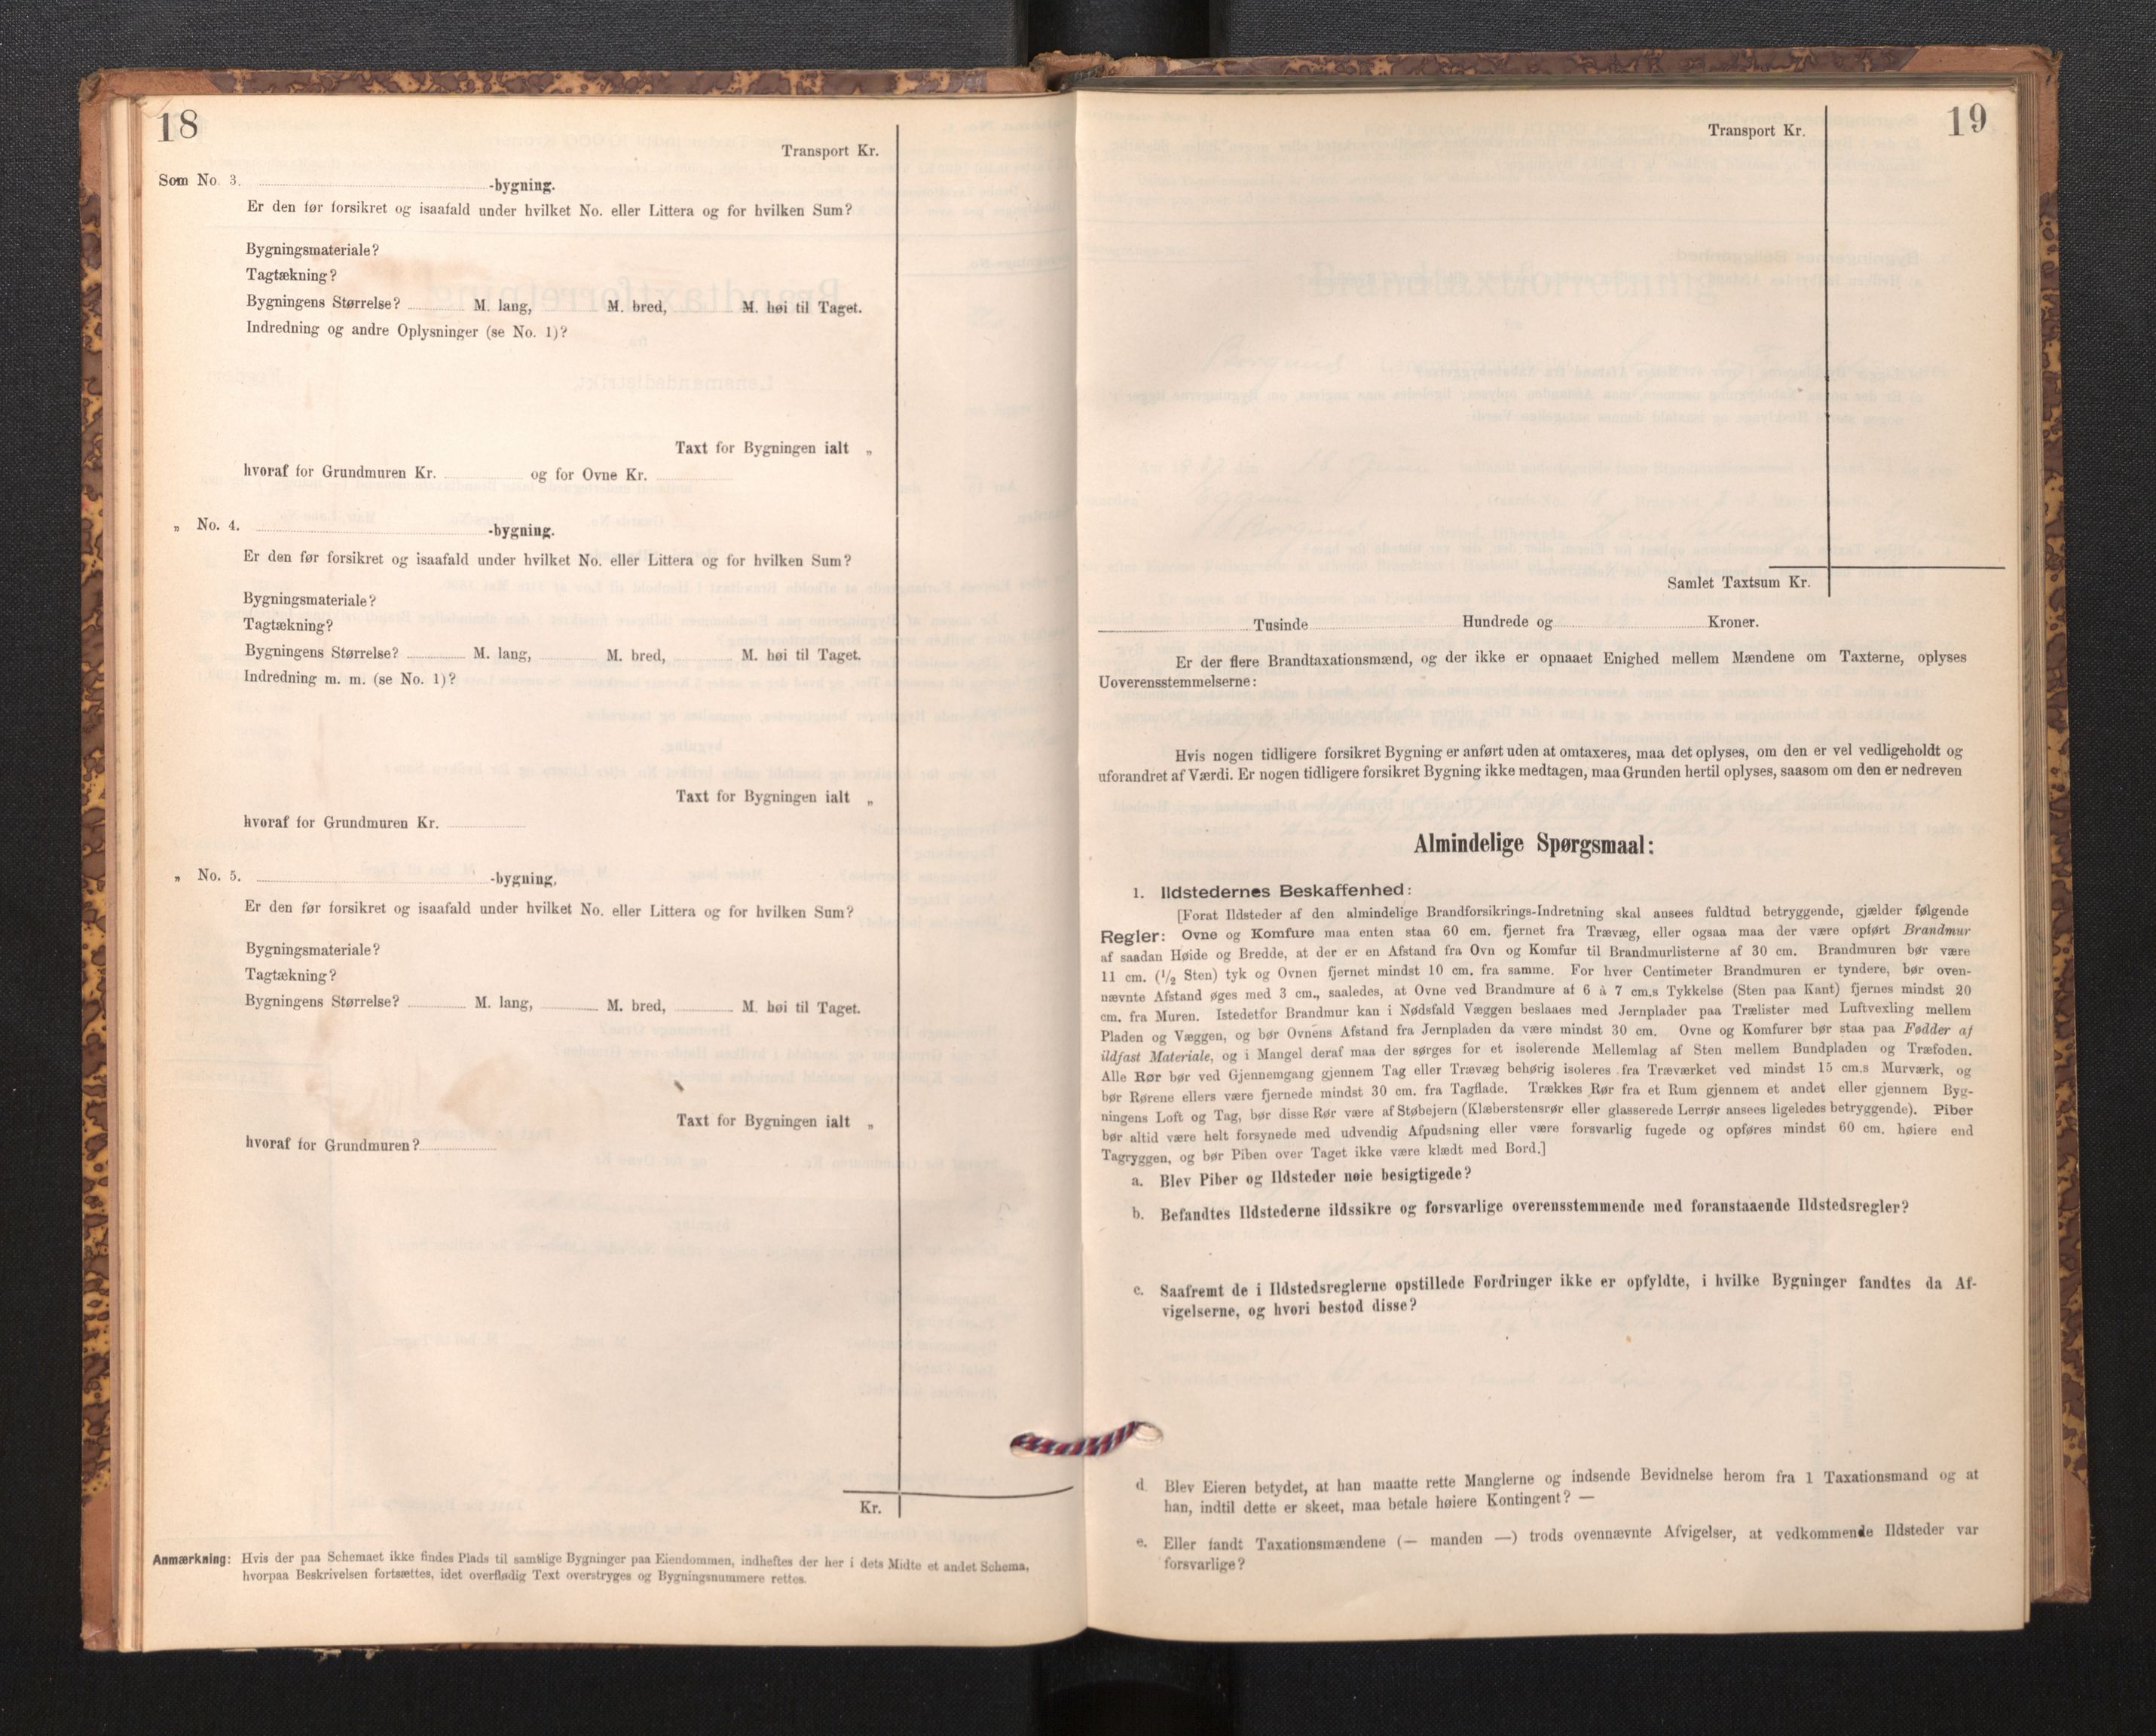 18
Transport Kr.
Som No. 3. -bygning.
Er den før forsikret og isaafald under hvilket No. eller Littera og for hvilken Sum?
Bygningsmateriale?
Tagtækning?
Bygningens Størrelse? M. lang, M. bred, M. høi til Taget.
Indredning og andre Oplysninger (se No. 1)?
Taxt for Bygningen ialt „
hvoraf for Grundmuren Kr. og for Ovne Kr.
„ No. 4. -bygning.
Er den før forsikret og isaafald under hvilket No. eller Littera og for hvilken Sum?
Bygningsmateriale?
Tagtækning?
Bygningens Størrelse? M. lang, M. bred, M. høi til Taget.
Indredning m. m. (se No. 1)?
Taxt for Bygningen ialt „
hvoraf for Grundmuren Kr.
„ No. 5. -bygning,
Er den før forsikret og isaafald under hvilket No. eller Littera og for hvilken Sum?
Bygningsmateriale?
Tagtækning?
Bygningens Størrelse? M. lang, M. bred, M. høi til Taget.
Taxt for Bygningen ialt „
hvoraf for Grundmuren?
Kr.
Anmærkning: Hvis der paa Schemaet ikke findes Plads til samtlige Bygninger paa Eiendommen, indheftes der her i dets Midte et andet Schema,
hvorpaa Beskrivelsen fortsættes, idet overflødig Text overstryges og Bygningsnummere rettes.
19
Transport Kr.
Samlet Taxtsum Kr.
Tusinde Hundrede og Kroner.
Er der flere Brandtaxationsmænd, og der ikke er opnaaet Enighed mellem Mændene om Taxterne, oplyses
Uoverensstemmelserne:
Hvis nogen tidligere forsikret Bygning er anført uden at omtaxeres, maa det oplyses, om den er vel vedligeholdt og
uforandret af Værdi. Er nogen tidligere forsikret Bygning ikke medtagen, maa Grunden hertil oplyses, saasom om den er nedreven
Almindelige Spørgsmaal:
1. Ildstedernes Beskaffenhed:
[Forat Ildsteder af den almindelige Brandforsikrings-Indretning skal ansees fuldtud betryggende, gjælder følgende
Regler: Ovne og Komfure maa enten staa 60 cm. fjernet fra Trævæg, eller ogsaa maa der være opført Brandmur
af saadan Høide og Bredde, at der er en Afstand fra Ovn og Komfur til Brandmurlisterne af 30 cm. Brandmuren bør være
11 cm. (1/2 Sten) tyk og Ovnen fjernet mindst 10 cm. fra samme. For hver Centimeter Brandmuren er tyndere, bør oven-
nævnte Afstand øges med 3 cm., saaledes, at Ovne ved Brandmure af 6 à 7 cm.s Tykkelse (Sten paa Kant) fjernes mindst 20
cm. fra Muren. Istedetfor Brandmur kan i Nødsfald Væggen beslaaes med Jernplader paa Trælister med Luftvexling mellem
Pladen og Væggen, og bør Ovnens Afstand fra Jernpladen da være mindst 30 cm. Ovne og Komfurer bør staa paa Fødder af
ildfast Materiale, og i Mangel deraf maa der sørges for et isolerende Mellemlag af Sten mellem Bundpladen og Træfoden.
Alle Rør bør ved Gjennemgang gjennem Tag eller Trævæg behørig isoleres fra Træværket ved mindst 15 cm.s Murværk, og
bør Rørene ellers være fjernede mindst 30 cm. fra Tagflade. Trækkes Rør fra et Rum gjennem et andet eller gjennem Byg-
ningens Loft og Tag, bør disse Rør være af Støbejern (Klæberstensrør eller glasserede Lerrør ansees ligeledes betryggende). Piber
bør altid være helt forsynede med udvendig Afpudsning eller være forsvarlig fugede og opføres mindst 60 cm. høiere end
Tagryggen, og bør Piben over Taget ikke være klædt med Bord.]
a. Blev Piber og Ildsteder nøie besigtigede?
b. Befandtes Ildstederne ildssikre og forsvarlige overensstemmende med foranstaaende Ildstedsregler?
c. Saafremt de i Ildstedsreglerne opstillede Fordringer ikke er opfyldte, i hvilke Bygninger fandtes da Af-
vigelserne, og hvori bestod disse?
d. Blev Eieren betydet, at han maatte rette Manglerne og indsende Bevidnelse herom fra 1 Taxationsmand og at
han, indtil dette er skeet, maa betale høiere Kontingent? —
e. Eller fandt Taxationsmændene (— manden —) trods ovennævnte Afvigelser, at vedkommende Ildsteder var
forsvarlige?